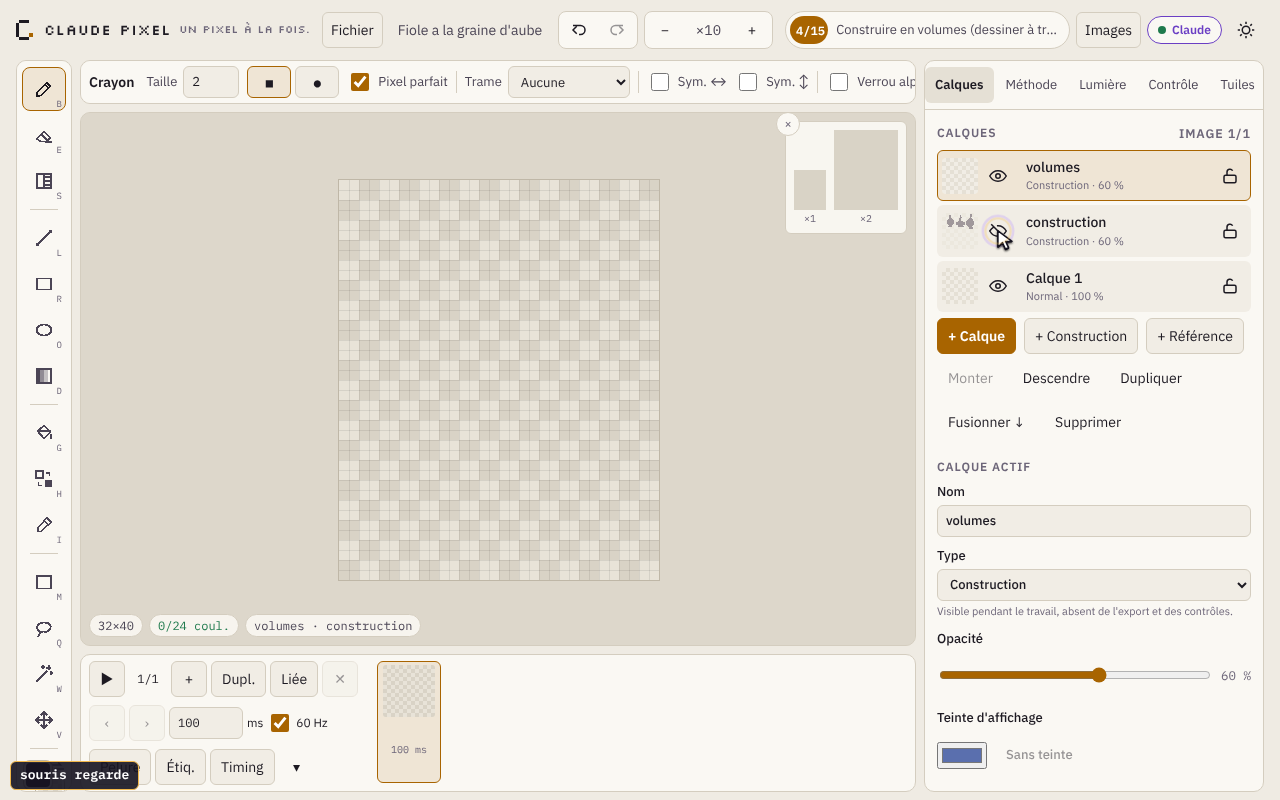 CLAUDE PIXEL UN PIXEL À LA FOIS. Fichier Fiole a la graine d'aube − ×10 + 4/15 Construire en volumes (dessiner à tr... Images Claude
Crayon Taille 2 ■ ● Pixel parfait Trame Aucune Sym. ↔ Sym. ↕ Verrou alp
B
E
S
L
R
O
D
G
H
I
M
Q
W
V
×
×1 ×2
32×40 0/24 coul. volumes · construction
1/1 + Dupl. Liée ×
‹ › 100 ms 60 Hz
Étiq. Timing ▼
100 ms
souris regarde
Calques Méthode Lumière Contrôle Tuiles
CALQUES IMAGE 1/1
volumes
Construction · 60 %
construction
Construction · 60 %
Calque 1
Normal · 100 %
+ Calque + Construction + Référence
Monter Descendre Dupliquer
Fusionner ↓ Supprimer
CALQUE ACTIF
Nom
volumes
Type
Construction
Visible pendant le travail, absent de l'export et des contrôles.
Opacité
60 %
Teinte d'affichage
Sans teinte